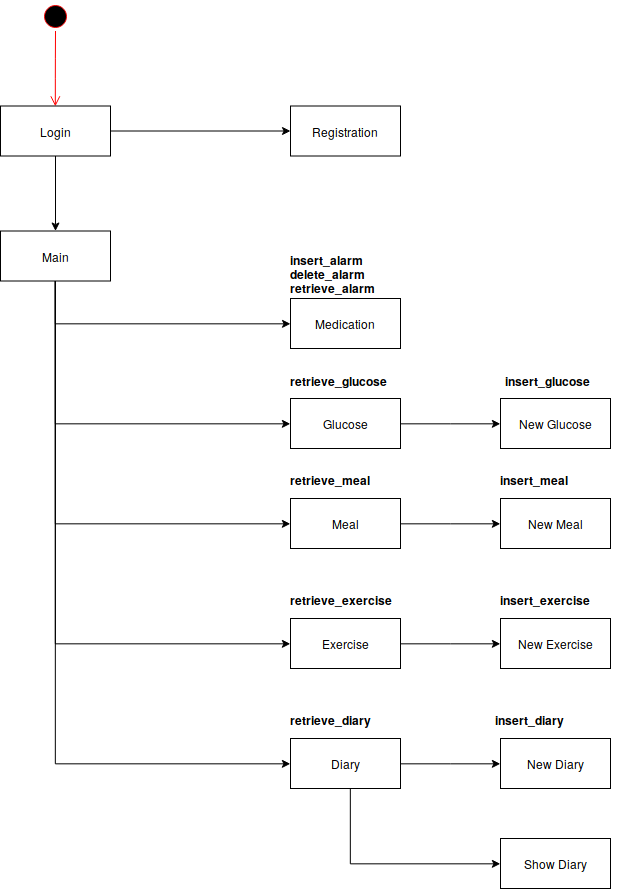 Login
Registration
Main
insert_alarm
delete_alarm
retrieve_alarm
Medication
retrieve_glucose
insert_glucose
Glucose
New Glucose
retrieve_meal
insert_meal
Meal
New Meal
retrieve_exercise
insert_exercise
Exercise
New Exercise
retrieve_diary
insert_diary
Diary
New Diary
Show Diary